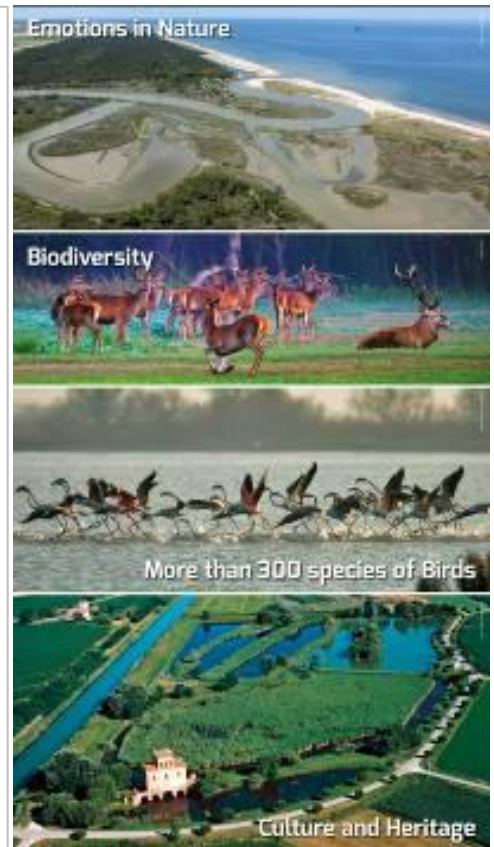 Emotions in Nature
Biodiversity
More than 300 species of Birds
Culture and Heritage